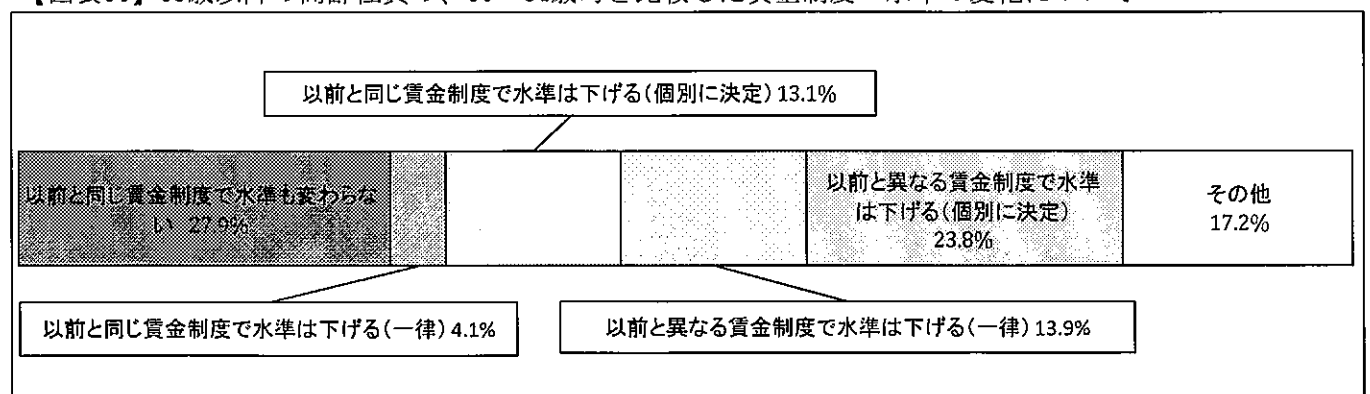 以前と同じ賃金制度で水準は下げる(個別に決定) 13.1%
以前と同じ賃金制度で水準も変わらな
い 27.9%
以前と異なる賃金制度で水準
は下げる(個別に決定)
23.8%
その他
17.2%
以前と同じ賃金制度で水準は下げる(一律) 4.1%
以前と異なる賃金制度で水準は下げる(一律) 13.9%